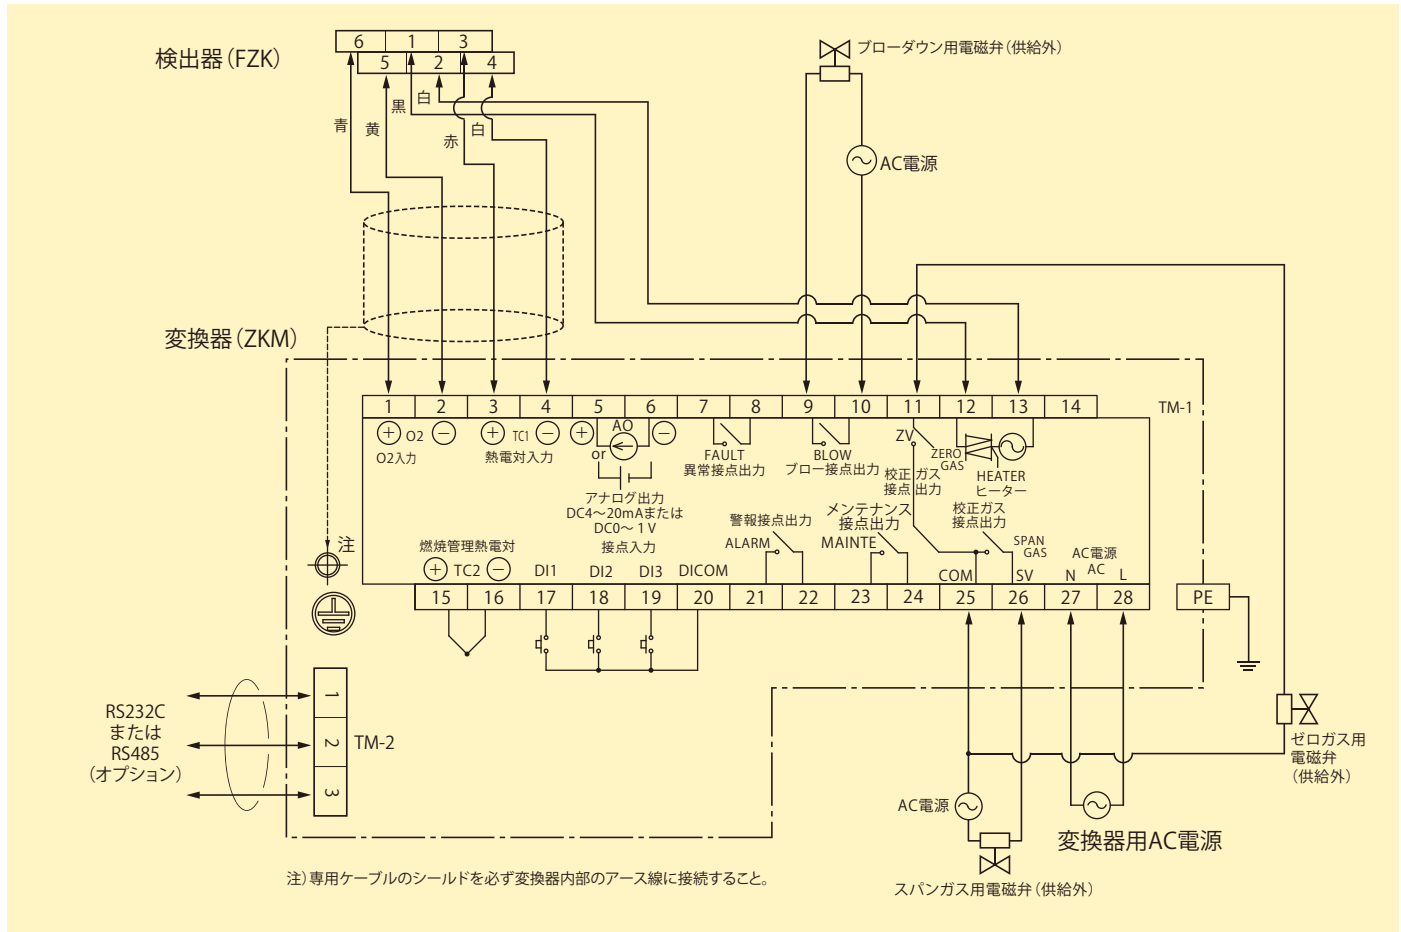 検出器（FZK）
6 1 3
5 2 4
青
黄
黒
白
赤
白
ブローダウン用電磁弁（供給外）
AC電源
変換器（ZKM）
1 2 3 4 5 6 7 8 9 10 11 12 13 14
TM-1
+ O2 −
O2入力
+ TC1 −
熱電対入力
+ AO −
or
アナログ出力
DC4〜20mAまたは
DC0〜1V
FAULT
異常接点出力
BLOW
ブロー接点出力
ZV
ZERO
GAS
校正ガス
接点出力
HEATER
ヒーター
校正ガス
接点出力
SPAN
GAS
警報接点出力
ALARM
メンテナンス
接点出力
MAINTE
AC電源
AC
注
燃焼管理熱電対
+ TC2 −
接点入力
DI1 DI2 DI3 DICOM
COM SV N L
15 16 17 18 19 20 21 22 23 24 25 26 27 28
PE
RS232C
または
RS485
（オプション）
1
2
3
TM-2
ゼロガス用
電磁弁
（供給外）
AC電源
変換器用AC電源
スパンガス用電磁弁（供給外）
注）専用ケーブルのシールドを必ず変換器内部のアース線に接続すること。